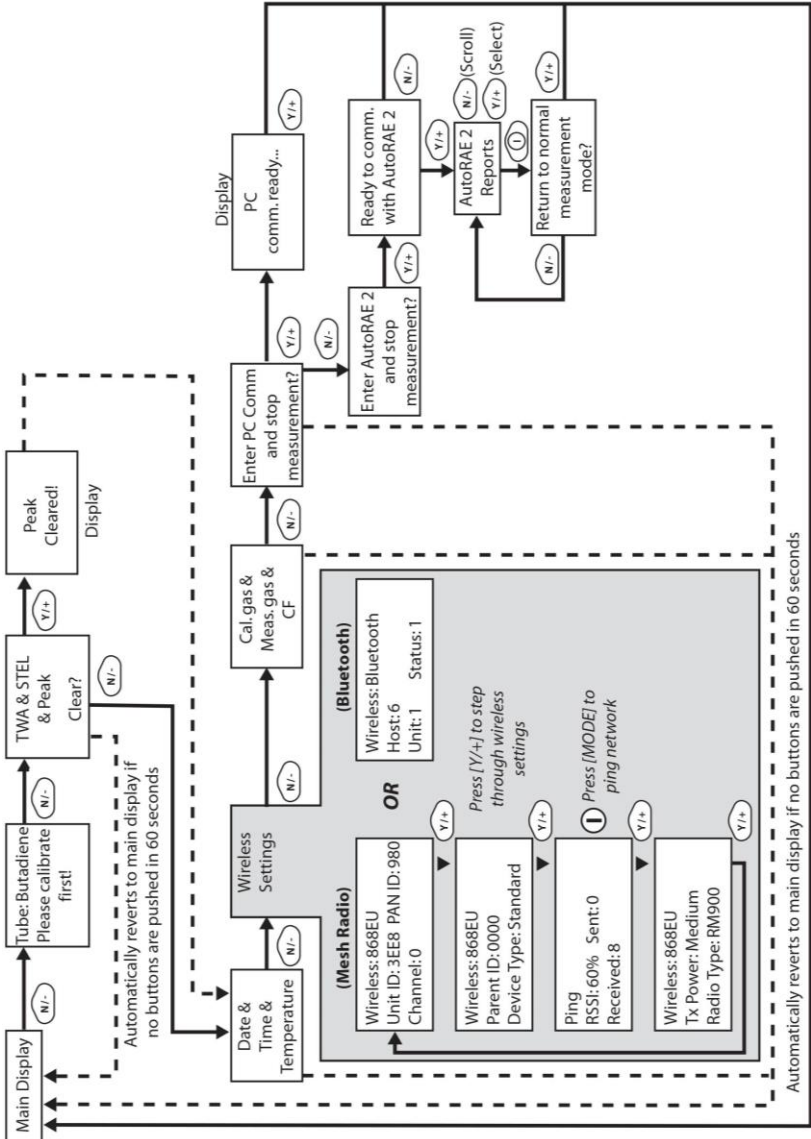 Main Display
N/-
Tube: Butadiene
Please calibrate
first!
N/-
TWA & STEL
& Peak
Clear?
Y/+
N/-
Peak
Cleared!
Display
Automatically reverts to main display if
no buttons are pushed in 60 seconds
Date &
Time &
Temperature
N/-
Wireless
Settings
N/-
Cal. gas &
Meas. gas &
CF
N/-
Enter PC Comm
and stop
measurement?
Y/+
N/-
Display
PC
comm. ready...
Y/+
Enter AutoRAE 2
and stop
measurement?
Y/+
Ready to comm.
with AutoRAE 2
N/-
Y/+
AutoRAE 2
Reports
N/- (Scroll)
Y/+ (Select)
Return to normal
measurement
mode?
N/-
Y/+
(Mesh Radio)
Wireless: 868EU
Unit ID: 3EE8 PAN ID: 980
Channel: 0
Y/+
Wireless: 868EU
Parent ID: 0000
Device Type: Standard
Y/+
Ping
RSSI: 60% Sent: 0
Received: 8
Y/+
Wireless: 868EU
Tx Power: Medium
Radio Type: RM900
Y/+
OR
(Bluetooth)
Wireless: Bluetooth
Host: 6
Unit: 1 Status: 1
Press [Y/+] to step
through wireless
settings
Press [MODE] to
ping network
Automatically reverts to main display if no buttons are pushed in 60 seconds